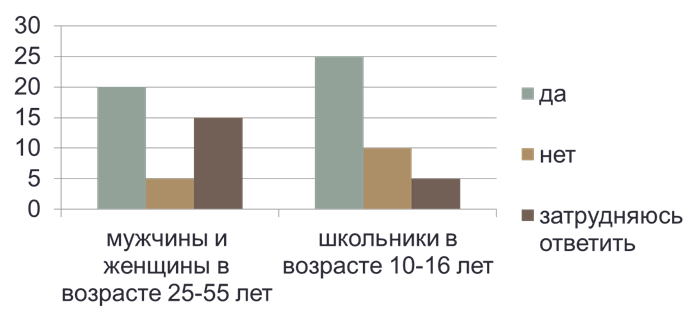 30
25
20
15
10
5
0
мужчины и
женщины в
возрасте 25-55 лет
школьники в
возрасте 10-16 лет
да
нет
затрудняюсь
ответить